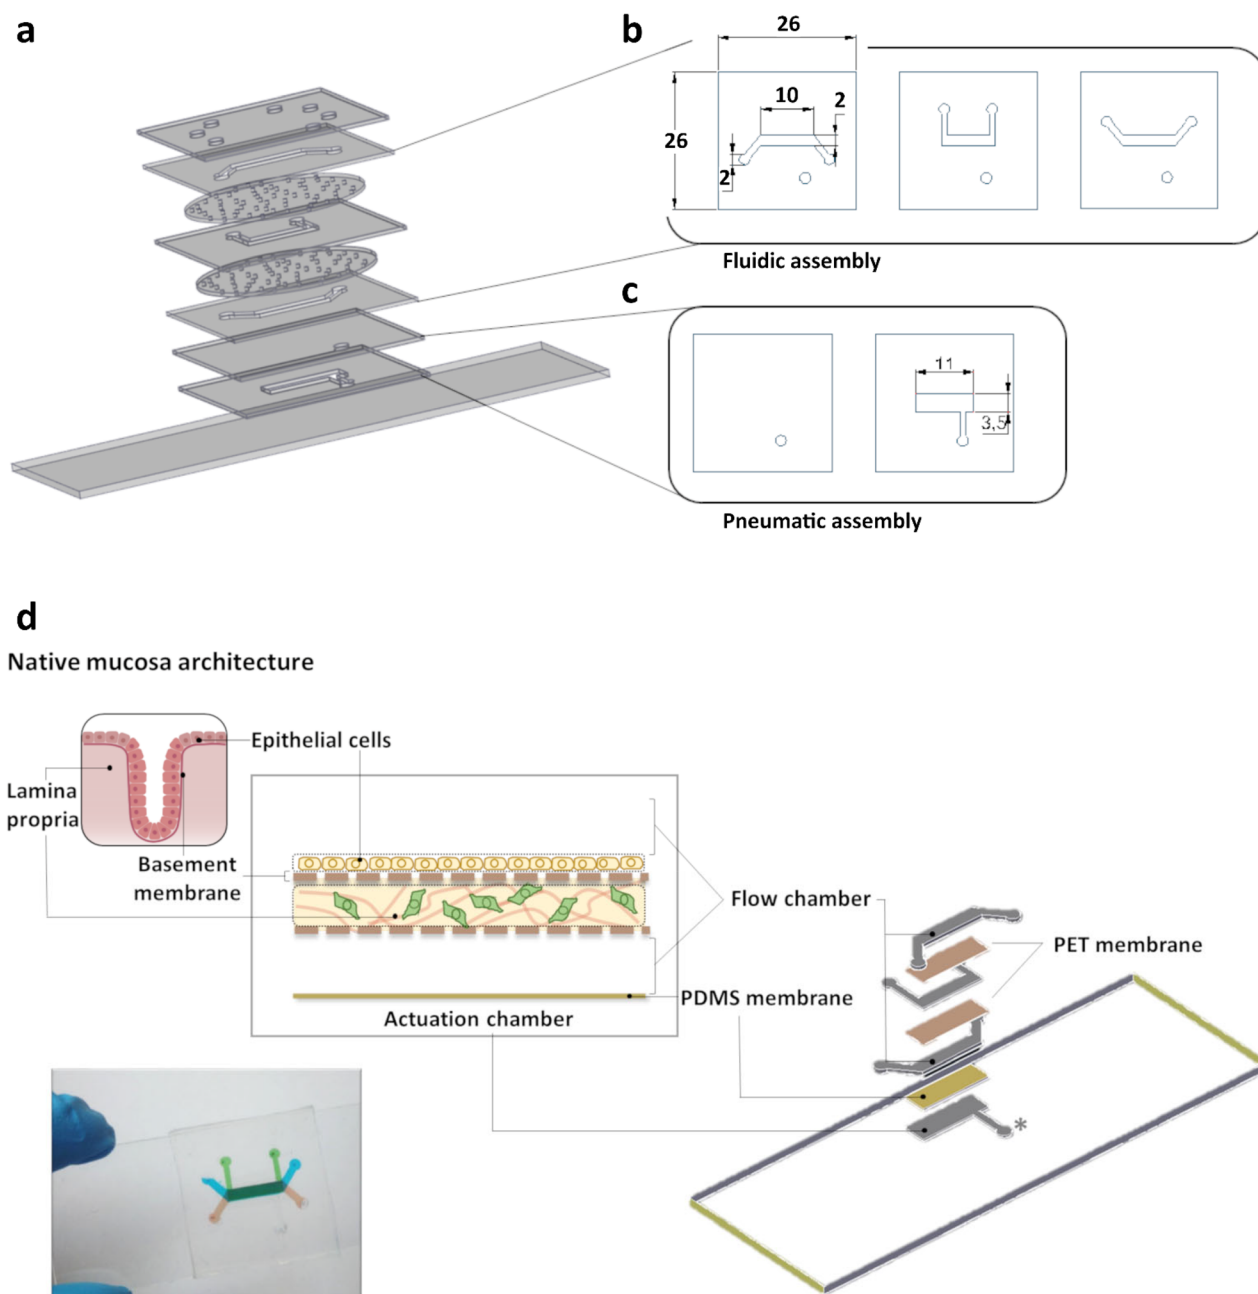 a
b
26
10
2
26
2
Fluidic assembly
c
11
3,5
Pneumatic assembly
d
Native mucosa architecture
Epithelial cells
Lamina
propria
Basement
membrane
Flow chamber
PET membrane
PDMS membrane
Actuation chamber
*